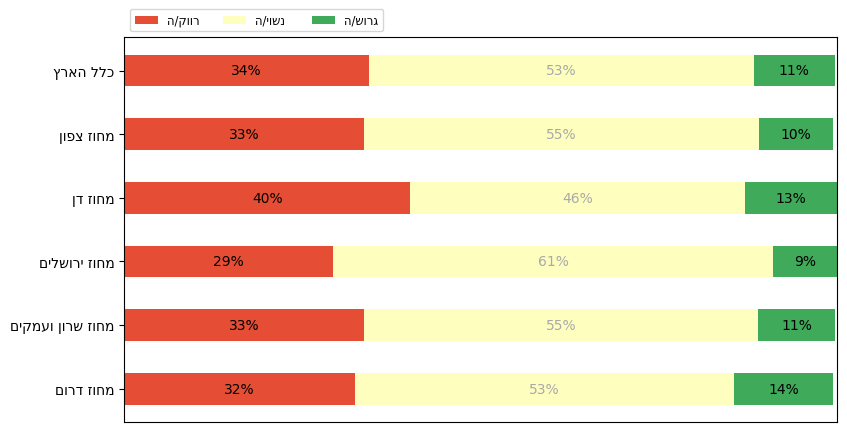 רווק/ה נשוי/ה גרוש/ה
כלל הארץ 34% 53% 11%
מחוז צפון 33% 55% 10%
מחוז דן 40% 46% 13%
מחוז ירושלים 29% 61% 9%
מחוז שרון ועמקים 33% 55% 11%
מחוז דרום 32% 53% 14%